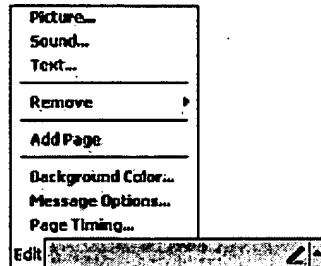 Picture...
Sound...
Text...
Remove
Add Page
Background Color...
Message Options...
Page Timing...
Edit